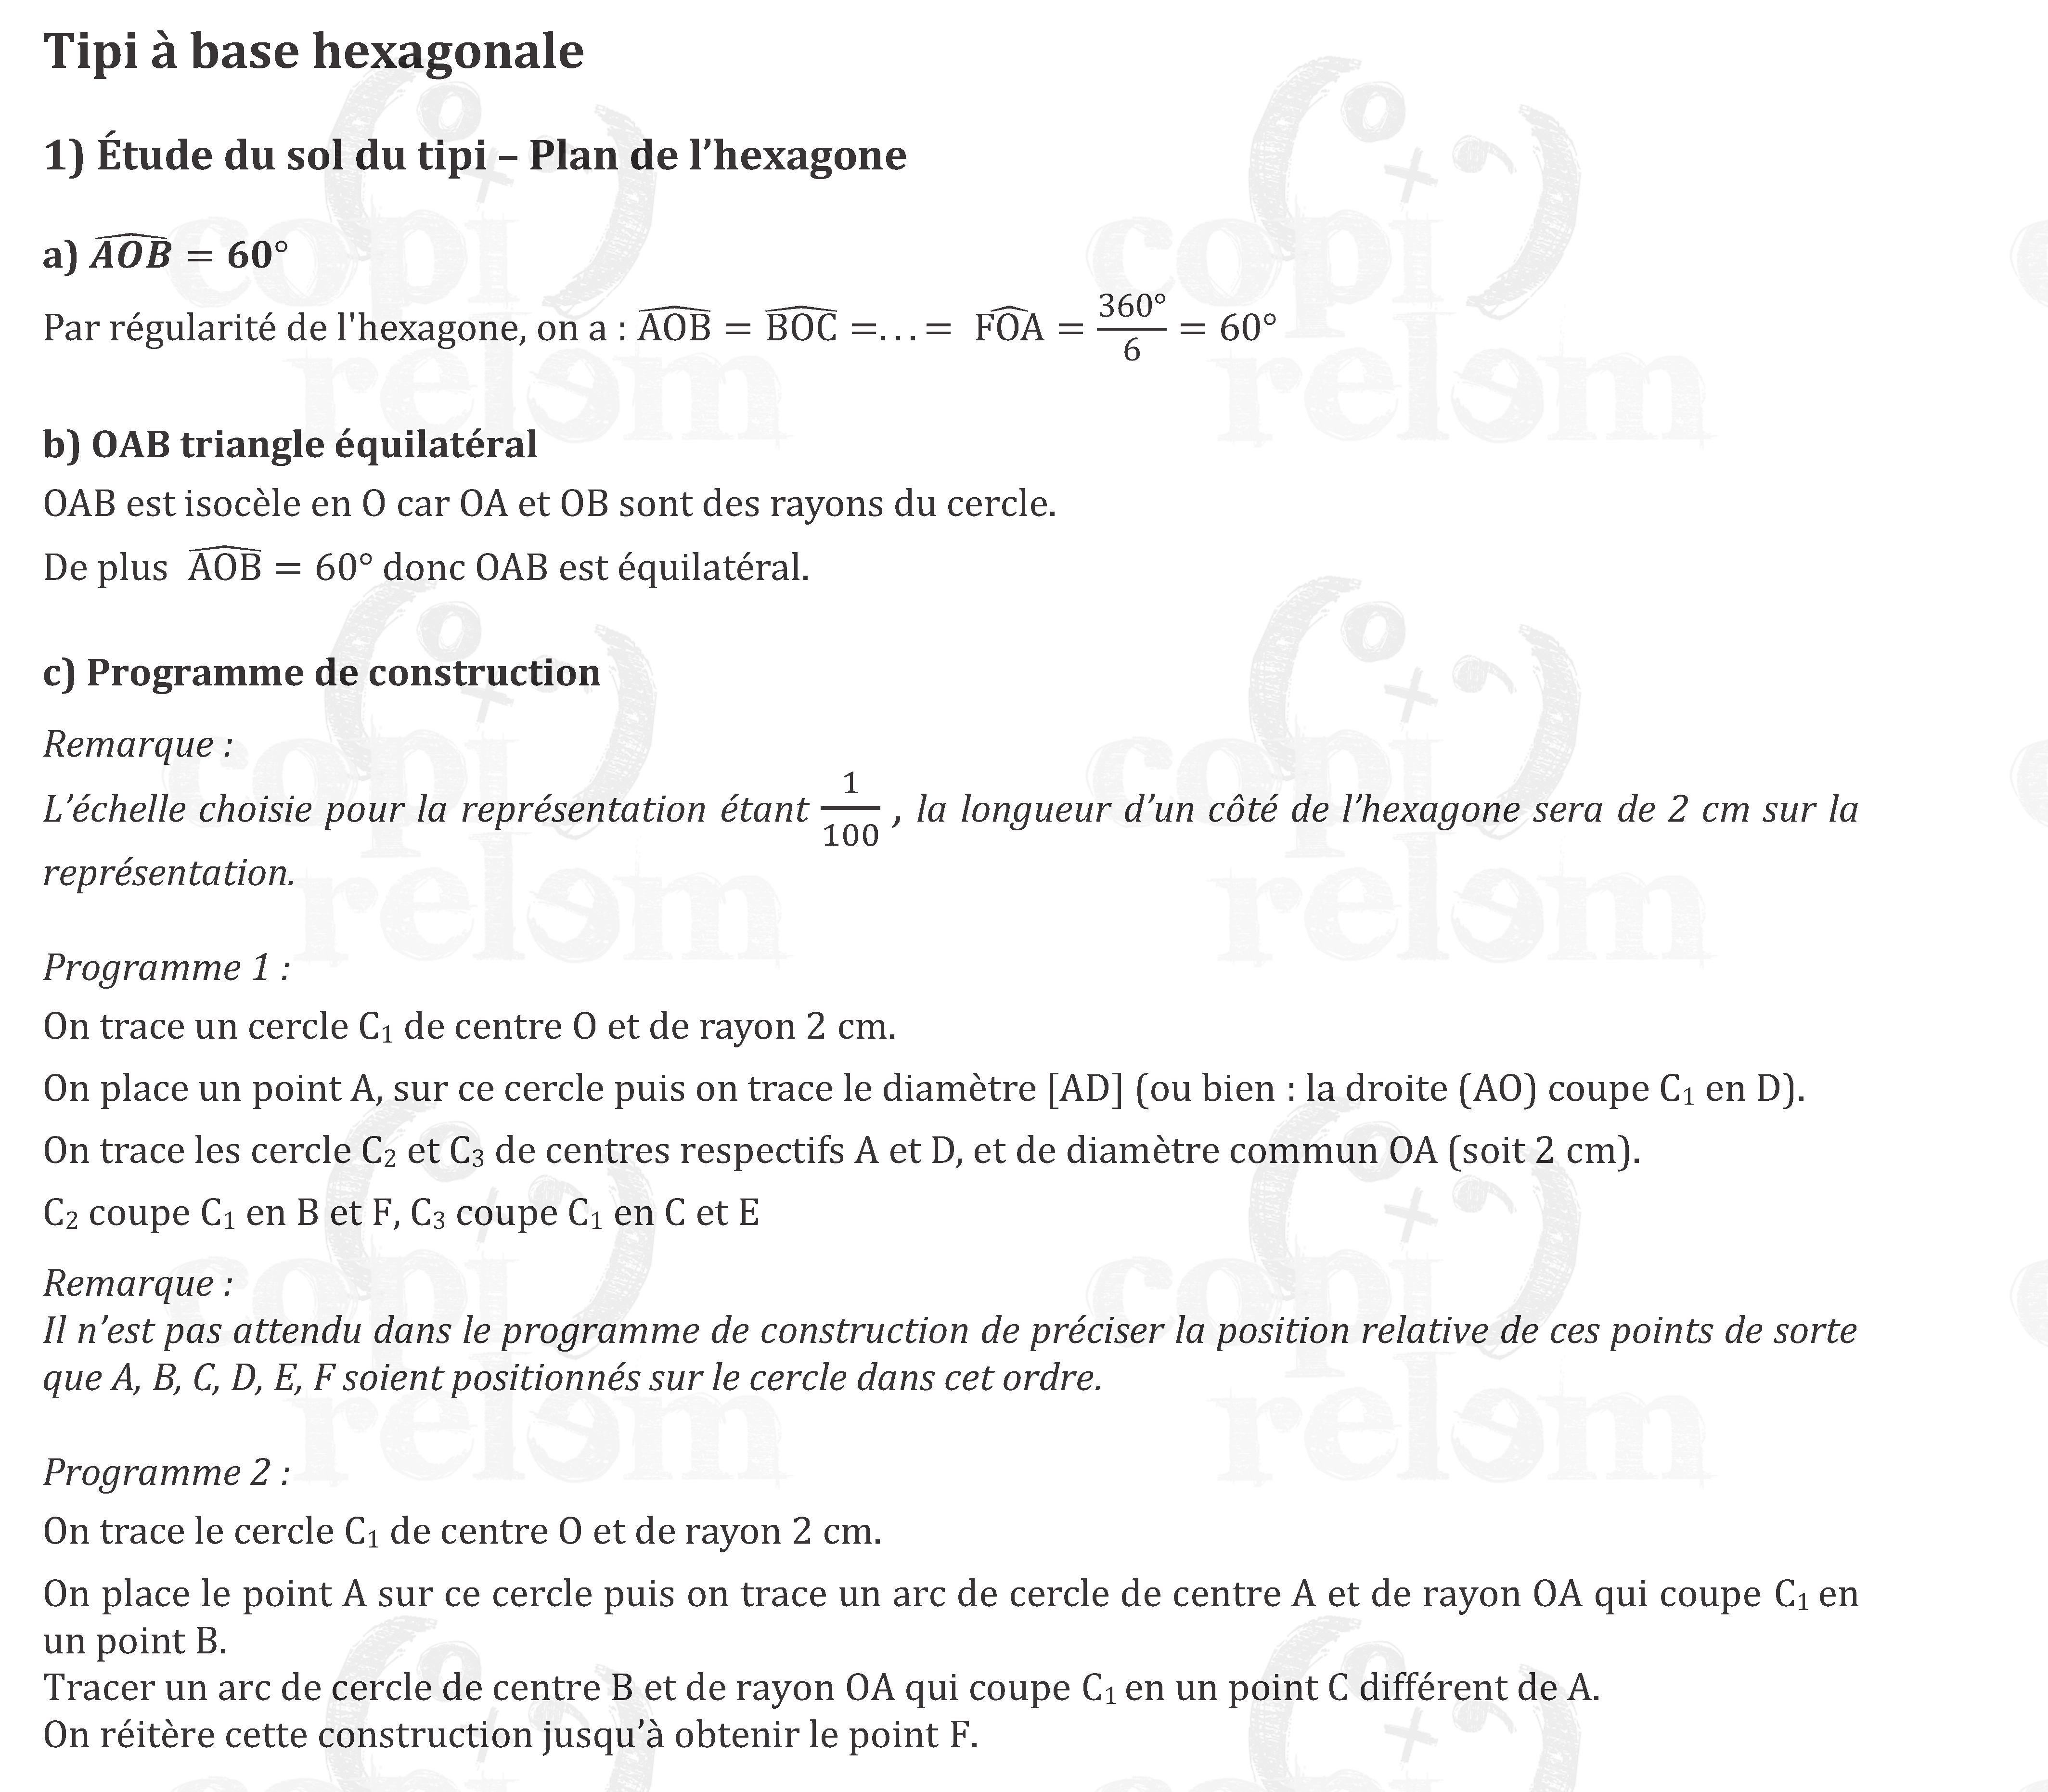 Tipi à base hexagonale
1) Étude du sol du tipi – Plan de l’hexagone
a) $\widehat{AOB}$ = 60°
Par régularité de l'hexagone, on a : $\widehat{AOB} = \widehat{BOC} =…= \widehat{FOA} = \frac{360°}{6} = 60°$
b) OAB triangle équilatéral
OAB est isocèle en O car OA et OB sont des rayons du cercle.
De plus $\widehat{AOB} = 60°$ donc OAB est équilatéral.
c) Programme de construction
Remarque :
L’échelle choisie pour la représentation étant $\frac{1}{100}$ , la longueur d’un côté de l’hexagone sera de 2 cm sur la
représentation.
Programme 1 :
On trace un cercle C₁ de centre O et de rayon 2 cm.
On place un point A, sur ce cercle puis on trace le diamètre [AD] (ou bien : la droite (AO) coupe C₁ en D).
On trace les cercle C₂ et C₃ de centres respectifs A et D, et de diamètre commun OA (soit 2 cm).
C₂ coupe C₁ en B et F, C₃ coupe C₁ en C et E
Remarque :
Il n’est pas attendu dans le programme de construction de préciser la position relative de ces points de sorte
que A, B, C, D, E, F soient positionnés sur le cercle dans cet ordre.
Programme 2 :
On trace le cercle C₁ de centre O et de rayon 2 cm.
On place le point A sur ce cercle puis on trace un arc de cercle de centre A et de rayon OA qui coupe C₁ en
un point B.
Tracer un arc de cercle de centre B et de rayon OA qui coupe C₁ en un point C différent de A.
On réitère cette construction jusqu’à obtenir le point F.